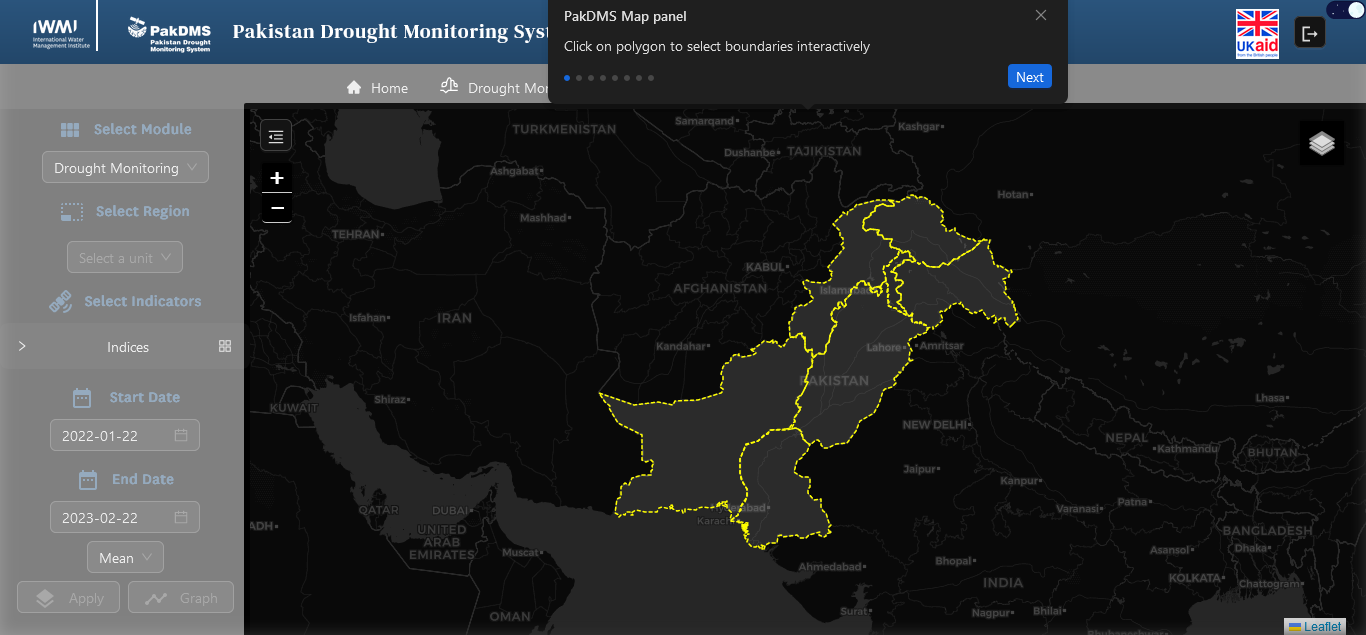 IWMI
International Water
Management Institute
PakDMS
Pakistan Drought
Monitoring System
Pakistan Drought Monitoring Syst
PakDMS Map panel
Click on polygon to select boundaries interactively
Next
UKaid
from the British people
Home
Drought Mon
Select Module
Drought Monitoring
Select Region
Select a unit
Select Indicators
Indices
Start Date
2022-01-22
End Date
2023-02-22
Mean
Apply
Graph
+
−
TURKMENISTAN
Samarqand
Kashgar
Dushanbe
TAJIKISTAN
Ashgabat
Hotan
Mashhad
TEHRAN
KABUL
AFGHANISTAN
Islamabad
Isfahan
IRAN
Kandahar
Lahore
Amritsar
PAKISTAN
Shiraz
KUWAIT
Lhasa
NEW DELHI
NEPAL
Kathmandu
BHUTAN
Jaipur
Kanpur
QATAR
DUBAI
Hyderabad
Karachi
Varanasi
Patna
ADH
UNITED
ARAB
EMIRATES
Muscat
BANGLADESH
Asansol
Dhaka
Ahmedabad
Bhopal
INDIA
KOLKATA
Chattogram
OMAN
Surat
Nagpur
Bhilai
Bhubaneshwar
Leaflet